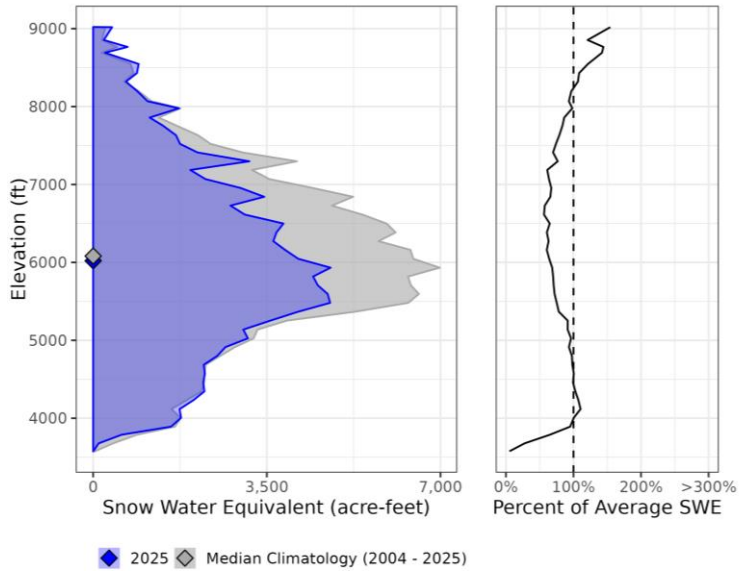 Elevation (ft)
9000
8000
7000
6000
5000
4000
0 3,500 7,000
Snow Water Equivalent (acre-feet)
0% 100% 200% >300%
Percent of Average SWE
2025 Median Climatology (2004 - 2025)